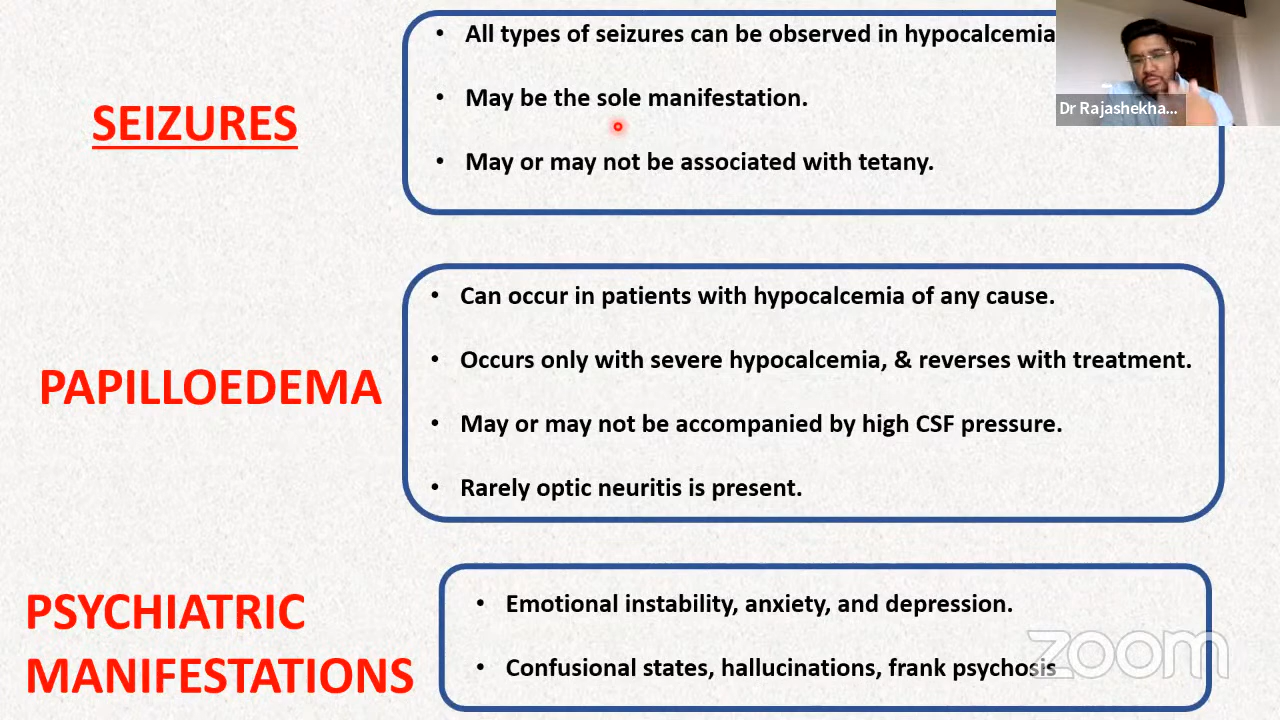 SEIZURES
• All types of seizures can be observed in hypocalcemia
• May be the sole manifestation.
• May or may not be associated with tetany.
Dr Rajashekha...
PAPILLOEDEMA
• Can occur in patients with hypocalcemia of any cause.
• Occurs only with severe hypocalcemia, & reverses with treatment.
• May or may not be accompanied by high CSF pressure.
• Rarely optic neuritis is present.
PSYCHIATRIC
MANIFESTATIONS
• Emotional instability, anxiety, and depression.
• Confusional states, hallucinations, frank psychosis
zoom